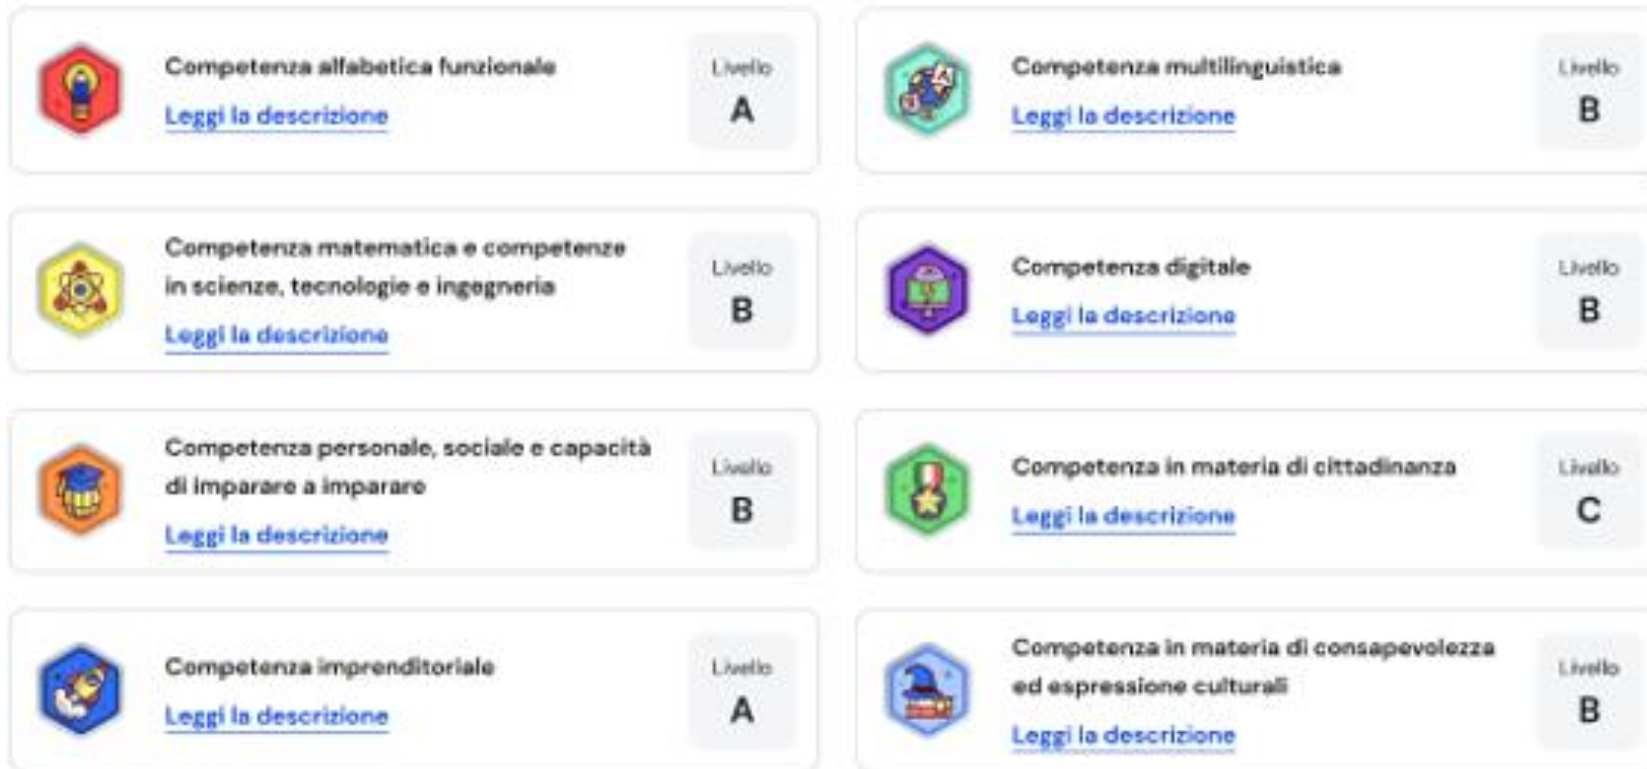 Competenza alfabetica funzionale
Leggi la descrizione
Livello
A
Competenza multilinguistica
Leggi la descrizione
Livello
B
Competenza matematica e competenze
in scienze, tecnologie e ingegneria
Leggi la descrizione
Livello
B
Competenza digitale
Leggi la descrizione
Livello
B
Competenza personale, sociale e capacità
di imparare a imparare
Leggi la descrizione
Livello
B
Competenza in materia di cittadinanza
Leggi la descrizione
Livello
C
Competenza imprenditoriale
Leggi la descrizione
Livello
A
Competenza in materia di consapevolezza
ed espressione culturali
Leggi la descrizione
Livello
B